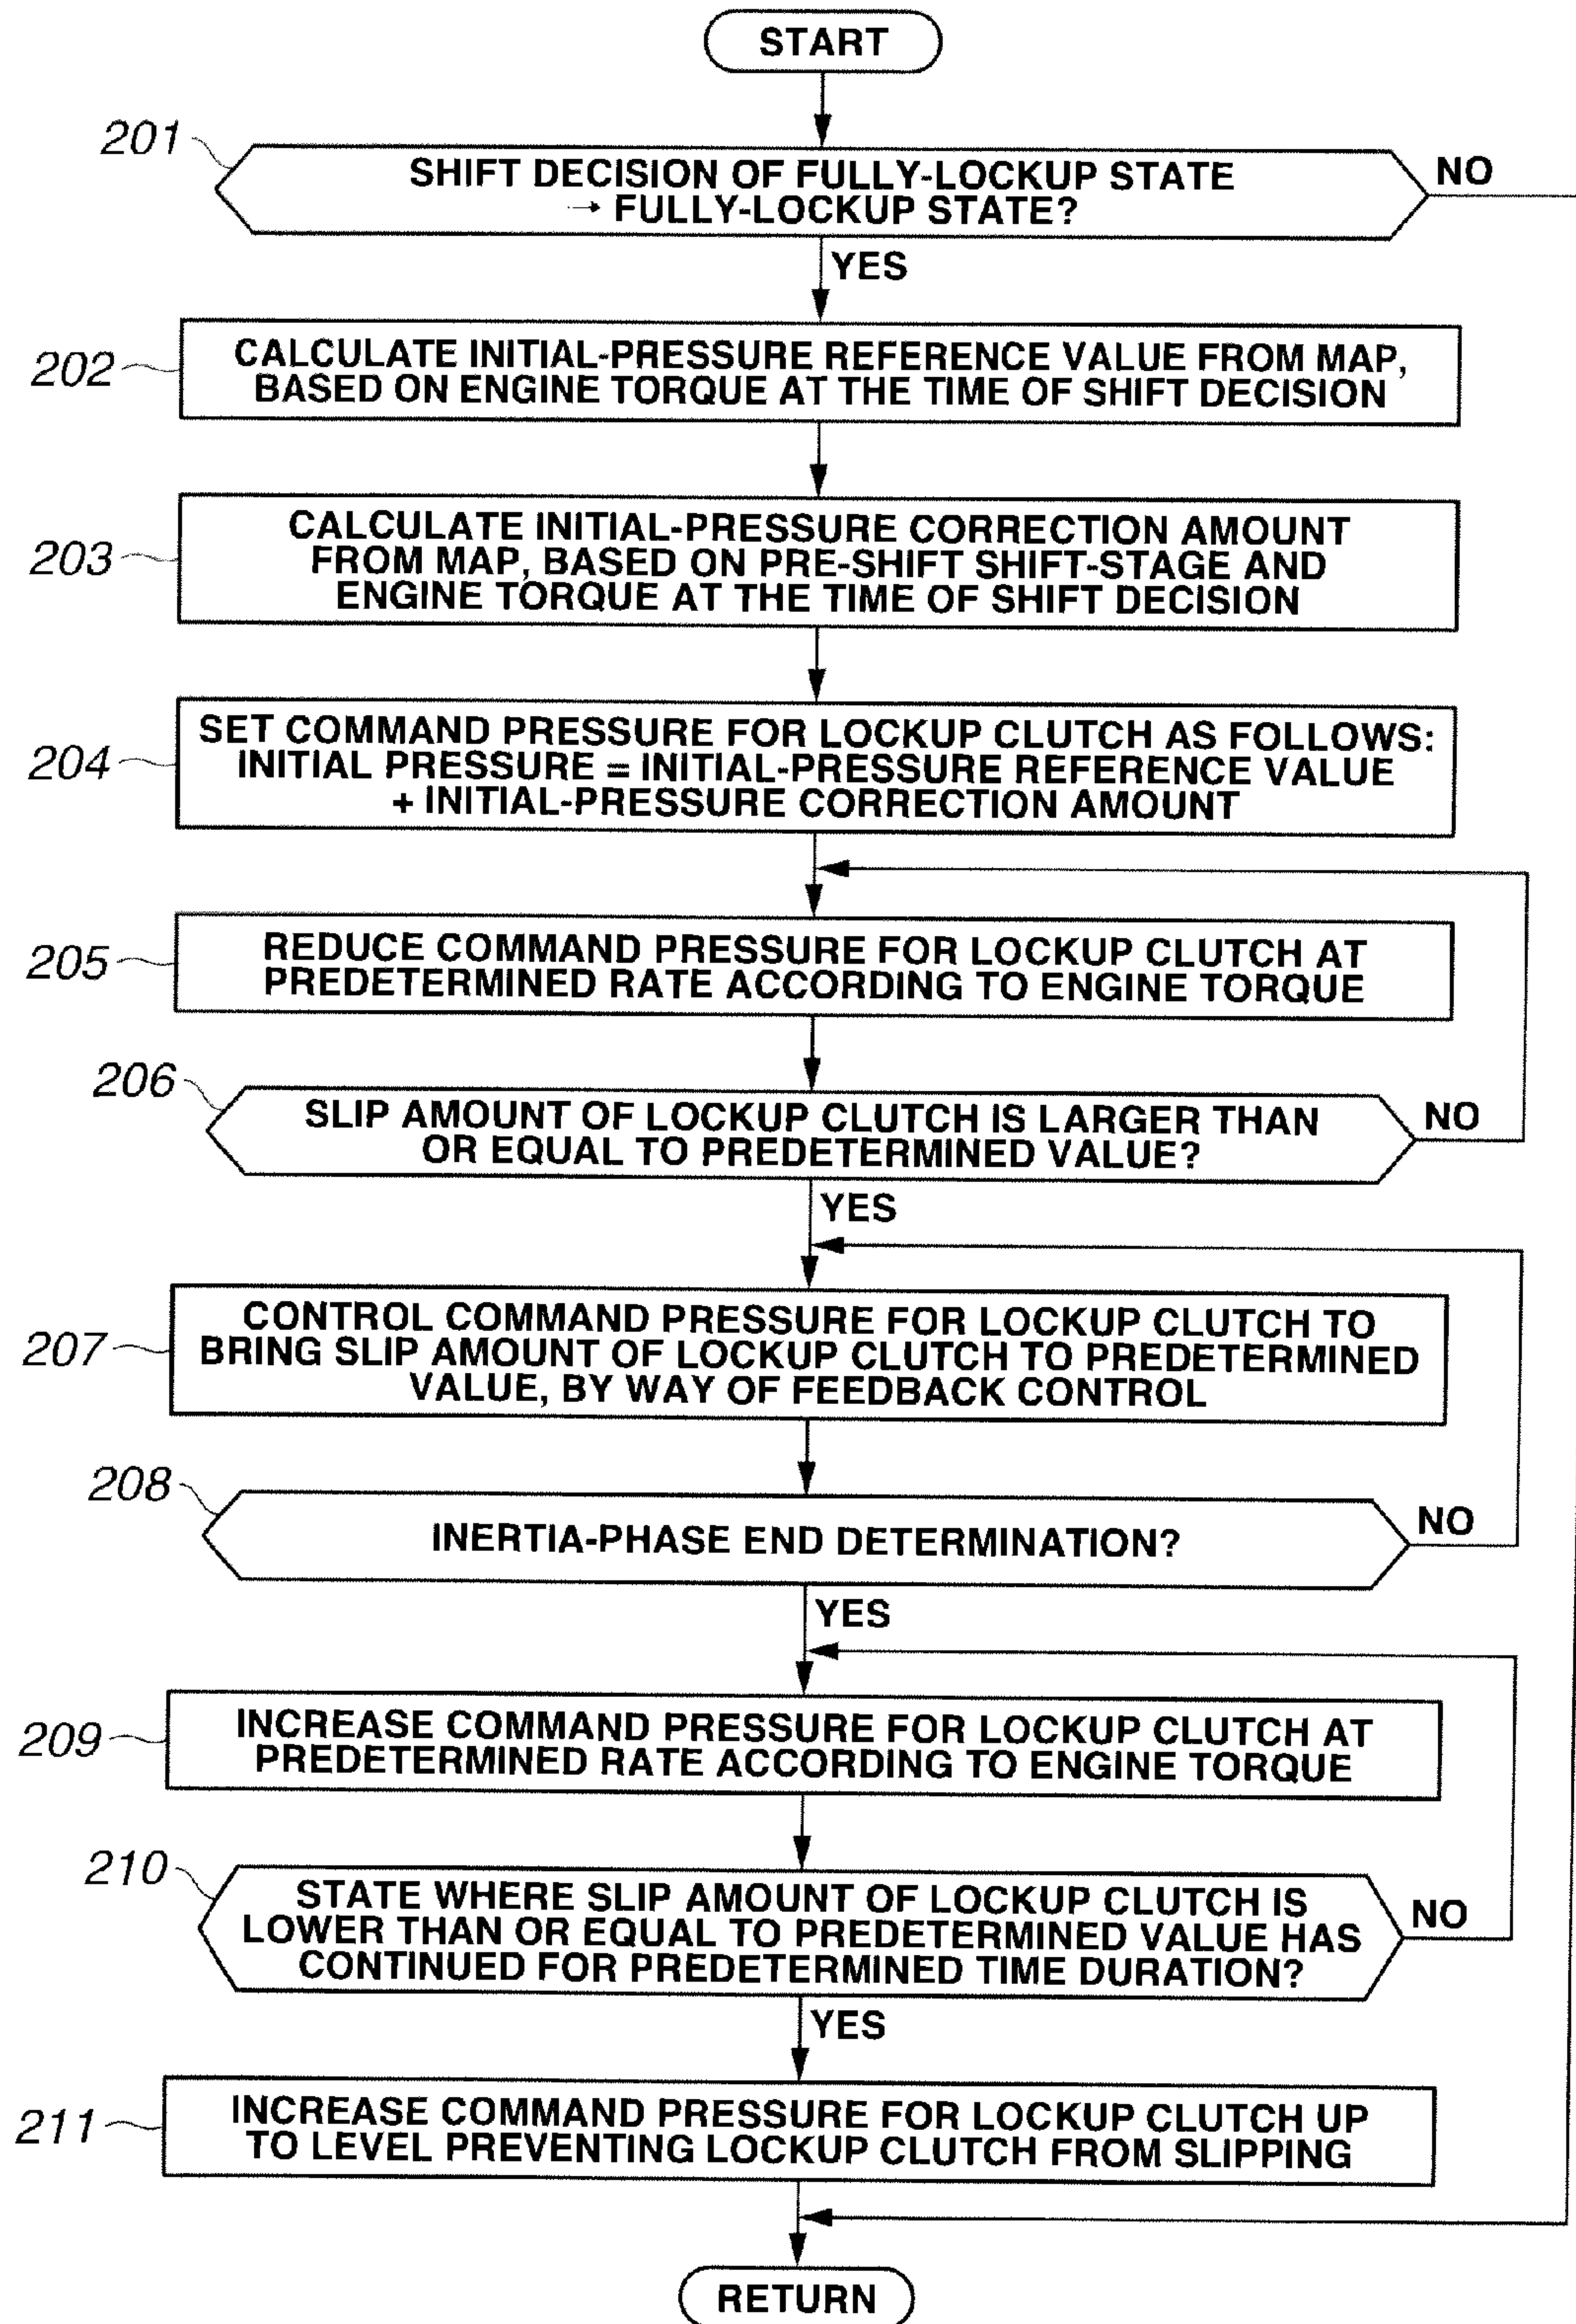 START
201
SHIFT DECISION OF FULLY-LOCKUP STATE
→ FULLY-LOCKUP STATE?
NO
YES
202
CALCULATE INITIAL-PRESSURE REFERENCE VALUE FROM MAP,
BASED ON ENGINE TORQUE AT THE TIME OF SHIFT DECISION
203
CALCULATE INITIAL-PRESSURE CORRECTION AMOUNT
FROM MAP, BASED ON PRE-SHIFT SHIFT-STAGE AND
ENGINE TORQUE AT THE TIME OF SHIFT DECISION
204
SET COMMAND PRESSURE FOR LOCKUP CLUTCH AS FOLLOWS:
INITIAL PRESSURE = INITIAL-PRESSURE REFERENCE VALUE
+ INITIAL-PRESSURE CORRECTION AMOUNT
205
REDUCE COMMAND PRESSURE FOR LOCKUP CLUTCH AT
PREDETERMINED RATE ACCORDING TO ENGINE TORQUE
206
SLIP AMOUNT OF LOCKUP CLUTCH IS LARGER THAN
OR EQUAL TO PREDETERMINED VALUE?
NO
YES
207
CONTROL COMMAND PRESSURE FOR LOCKUP CLUTCH TO
BRING SLIP AMOUNT OF LOCKUP CLUTCH TO PREDETERMINED
VALUE, BY WAY OF FEEDBACK CONTROL
208
INERTIA-PHASE END DETERMINATION?
NO
YES
209
INCREASE COMMAND PRESSURE FOR LOCKUP CLUTCH AT
PREDETERMINED RATE ACCORDING TO ENGINE TORQUE
210
STATE WHERE SLIP AMOUNT OF LOCKUP CLUTCH IS
LOWER THAN OR EQUAL TO PREDETERMINED VALUE HAS
CONTINUED FOR PREDETERMINED TIME DURATION?
NO
YES
211
INCREASE COMMAND PRESSURE FOR LOCKUP CLUTCH UP
TO LEVEL PREVENTING LOCKUP CLUTCH FROM SLIPPING
RETURN